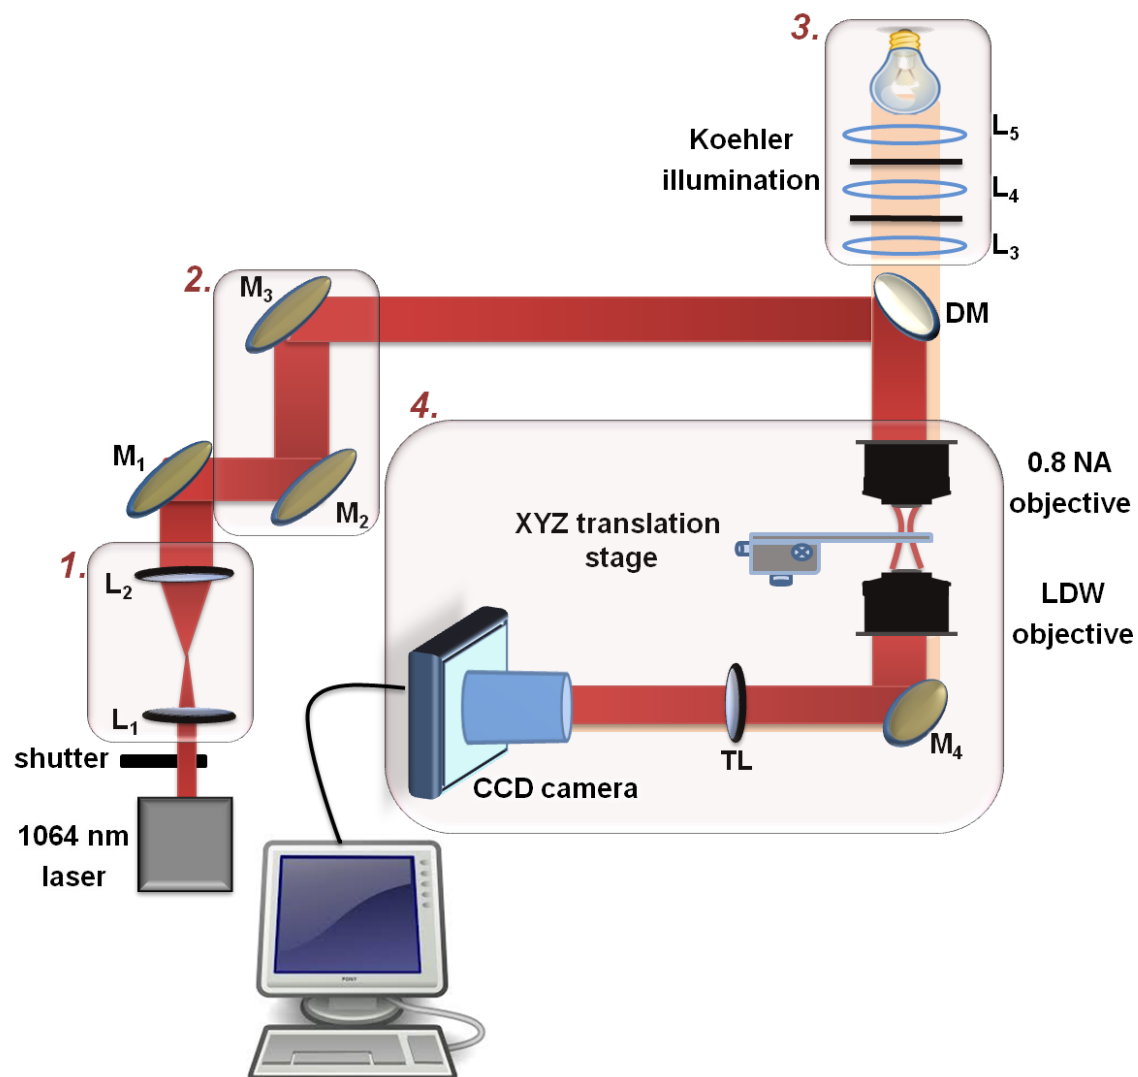 3.
Koehler
illumination
L5
L4
L3
2.
M3
DM
4.
M1
M2
0.8 NA
objective
XYZ translation
stage
1.
L2
LDW
objective
L1
shutter
M4
TL
CCD camera
1064 nm
laser
PONY